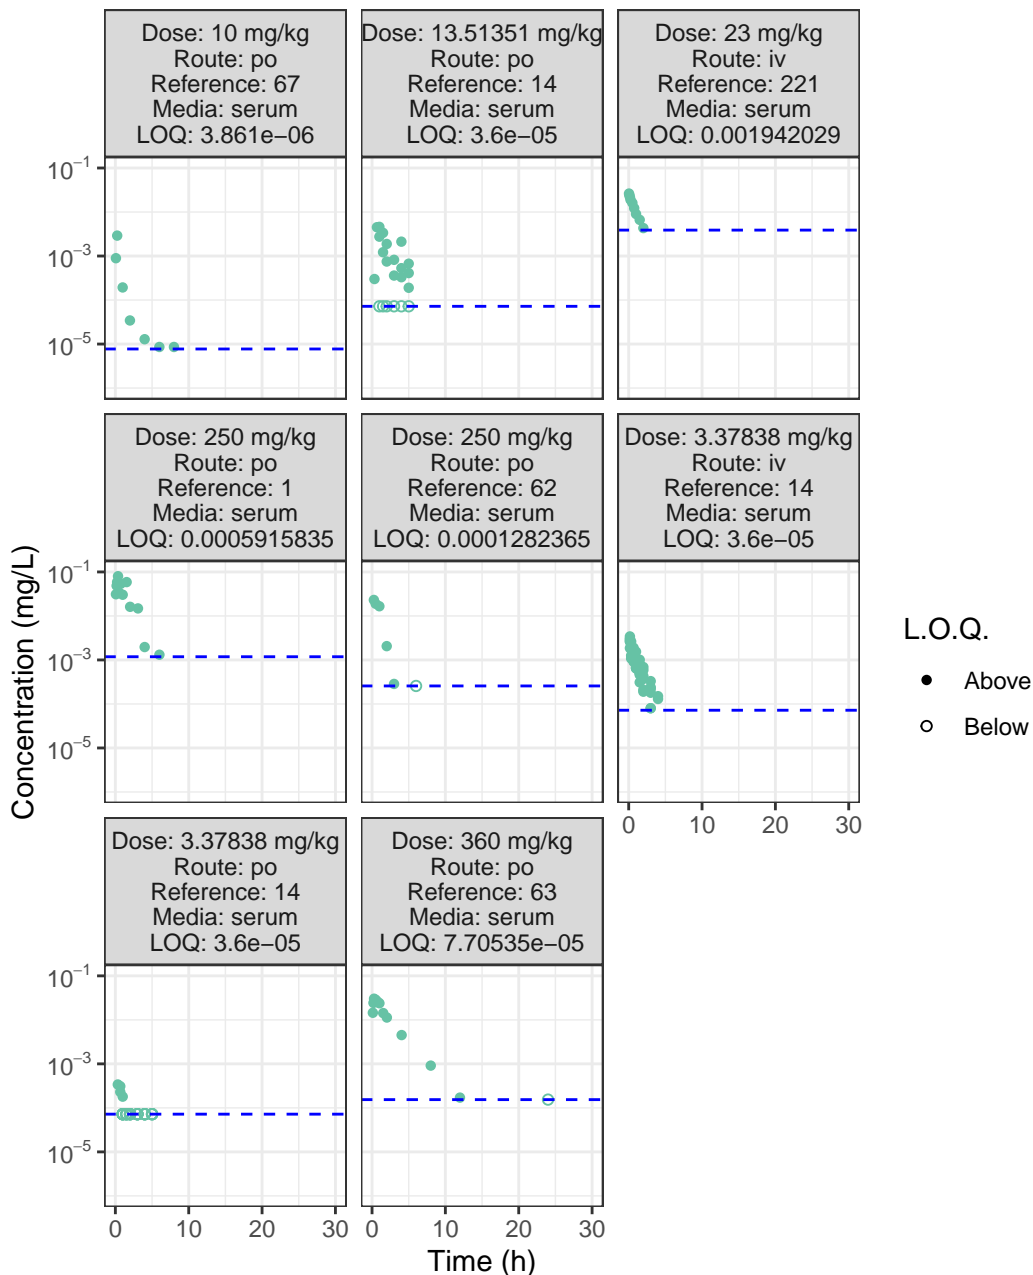 Dose: 10 mg/kg
Route: po
Reference: 67
Media: serum
LOQ: 3.861e−06
Dose: 13.51351 mg/kg
Route: po
Reference: 14
Media: serum
LOQ: 3.6e−05
Dose: 23 mg/kg
Route: iv
Reference: 221
Media: serum
LOQ: 0.001942029
10⁻¹
10⁻³
10⁻⁵
Dose: 250 mg/kg
Route: po
Reference: 1
Media: serum
LOQ: 0.0005915835
Dose: 250 mg/kg
Route: po
Reference: 62
Media: serum
LOQ: 0.0001282365
Dose: 3.37838 mg/kg
Route: iv
Reference: 14
Media: serum
LOQ: 3.6e−05
10⁻¹
10⁻³
10⁻⁵
0 10 20 30
Dose: 3.37838 mg/kg
Route: po
Reference: 14
Media: serum
LOQ: 3.6e−05
Dose: 360 mg/kg
Route: po
Reference: 63
Media: serum
LOQ: 7.70535e−05
10⁻¹
10⁻³
10⁻⁵
0 10 20 30
0 10 20 30
Time (h)
Concentration (mg/L)
L.O.Q.
Above
Below